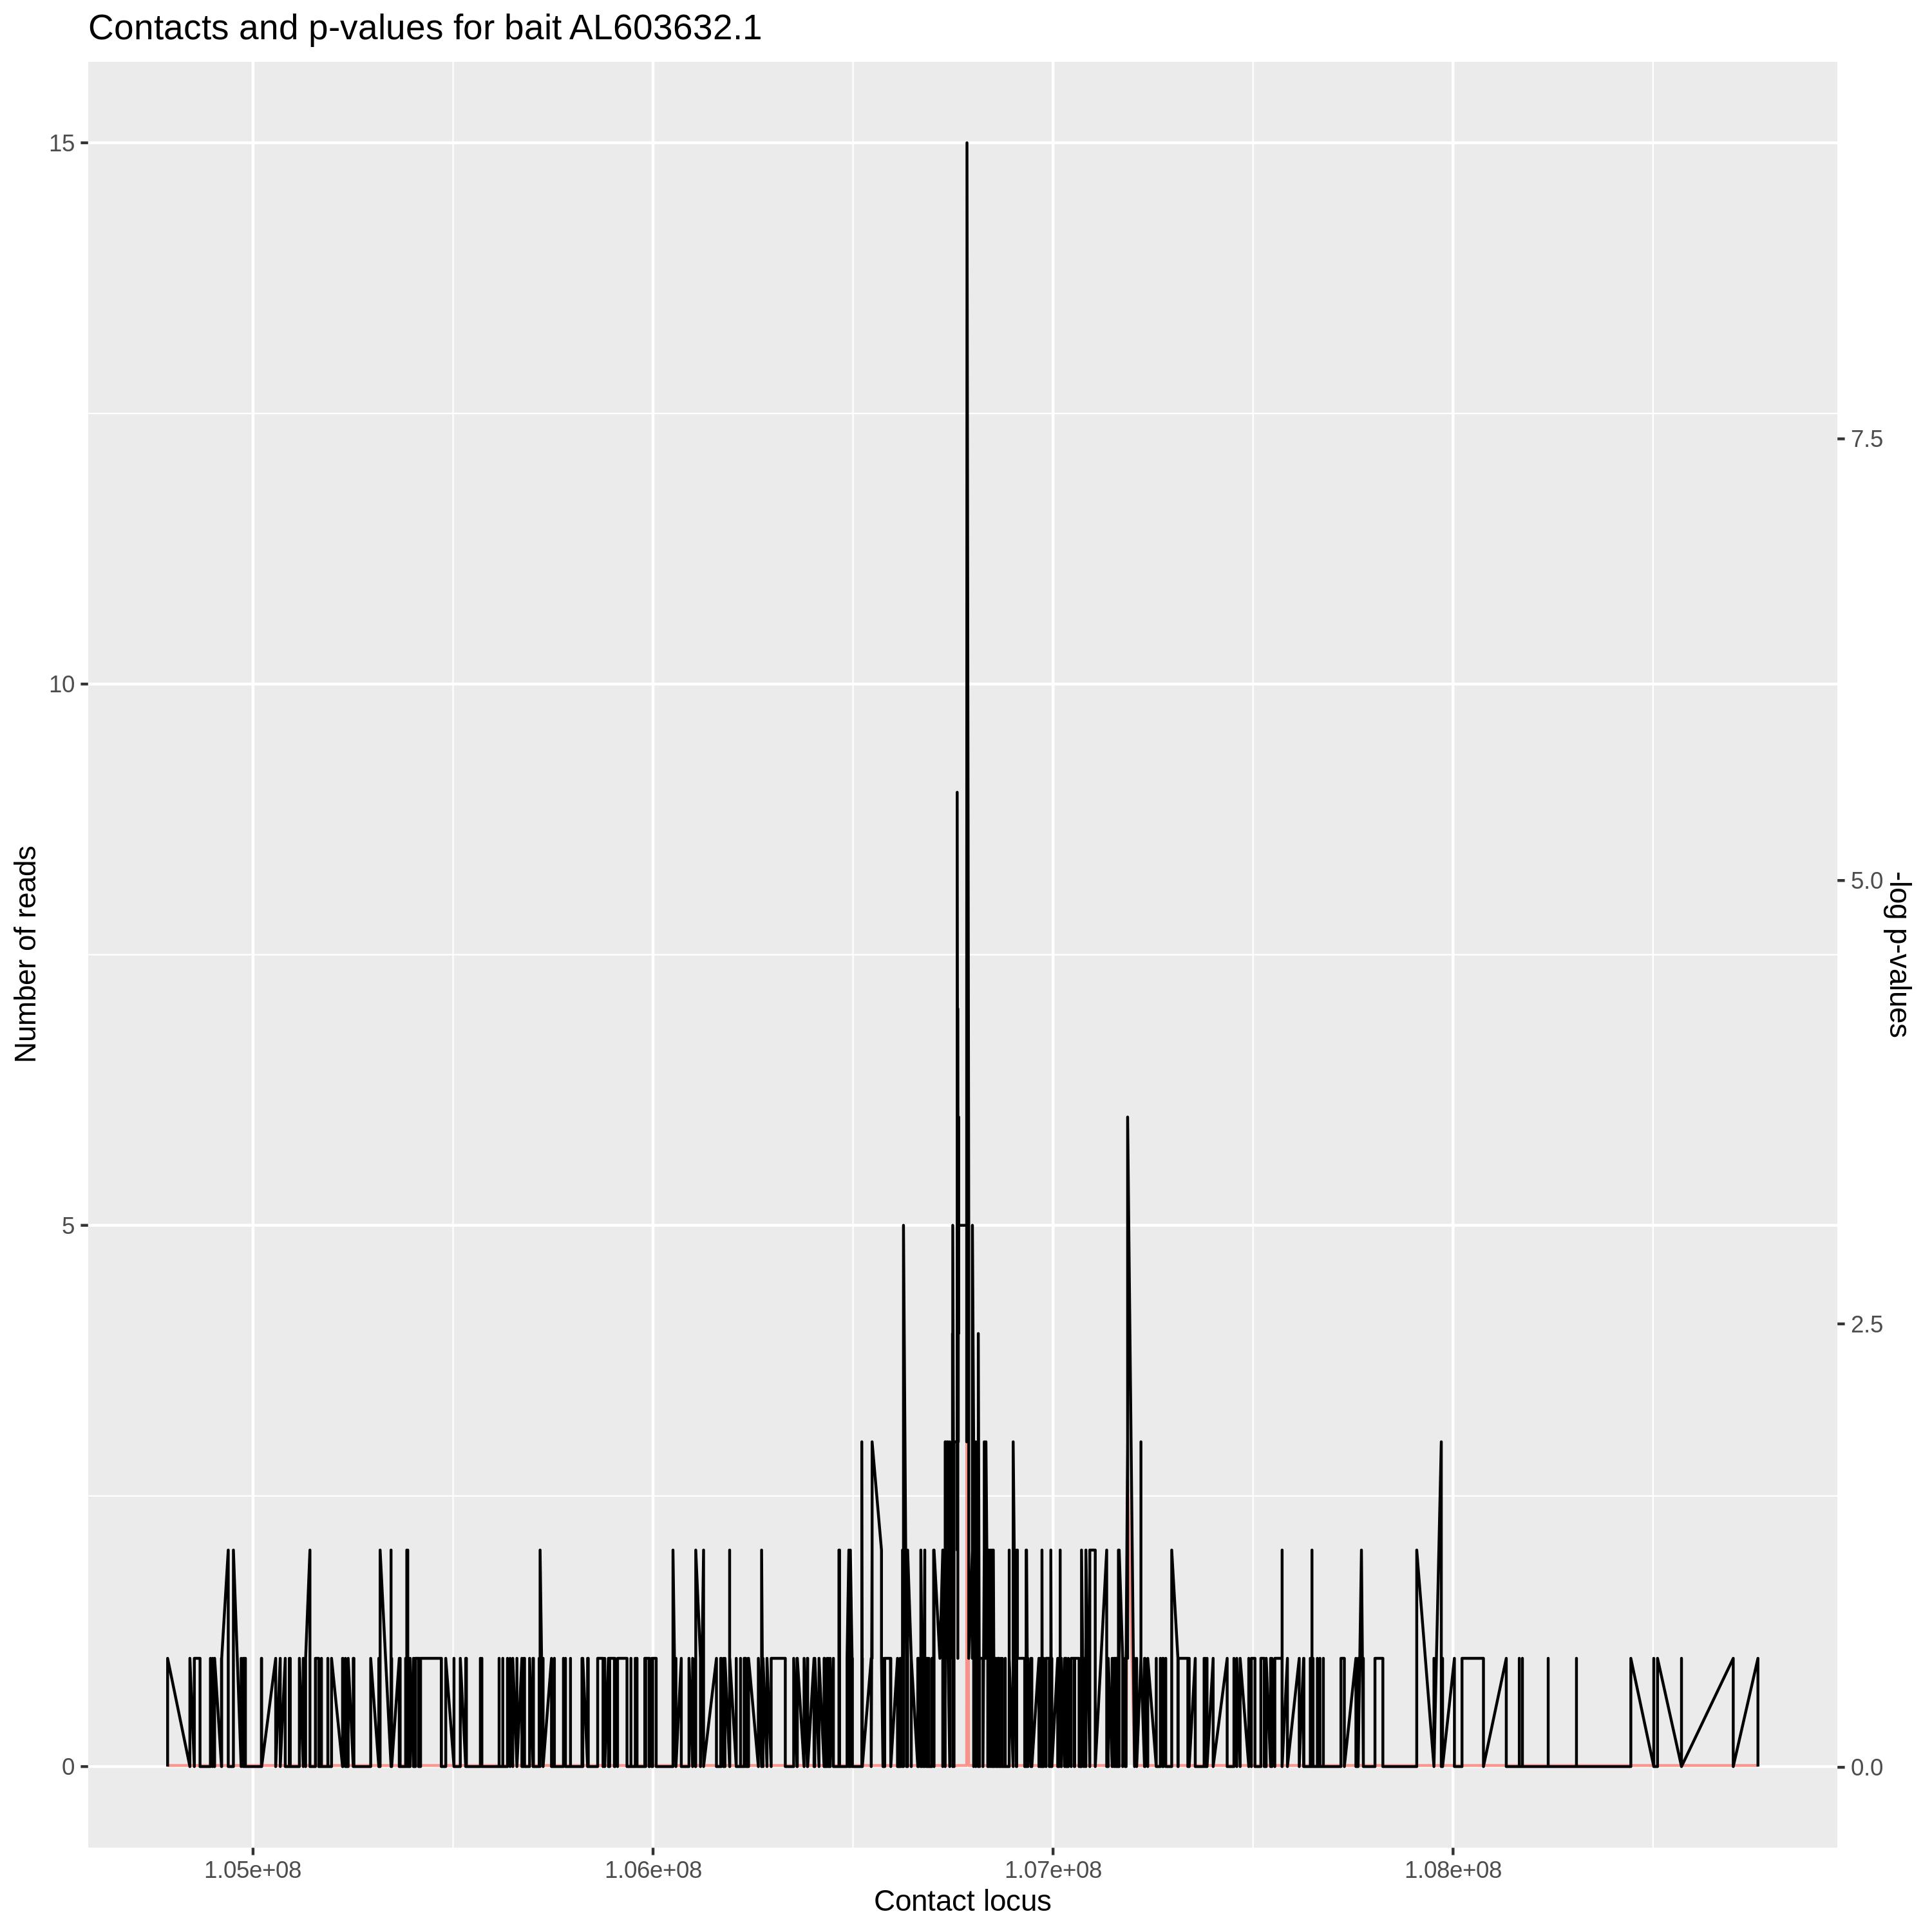 Contacts and p-values for bait AL603632.1
15
10
5
0
Number of reads
7.5
5.0
2.5
0.0
-log p-values
1.05e+08
1.06e+08
1.07e+08
1.08e+08
Contact locus